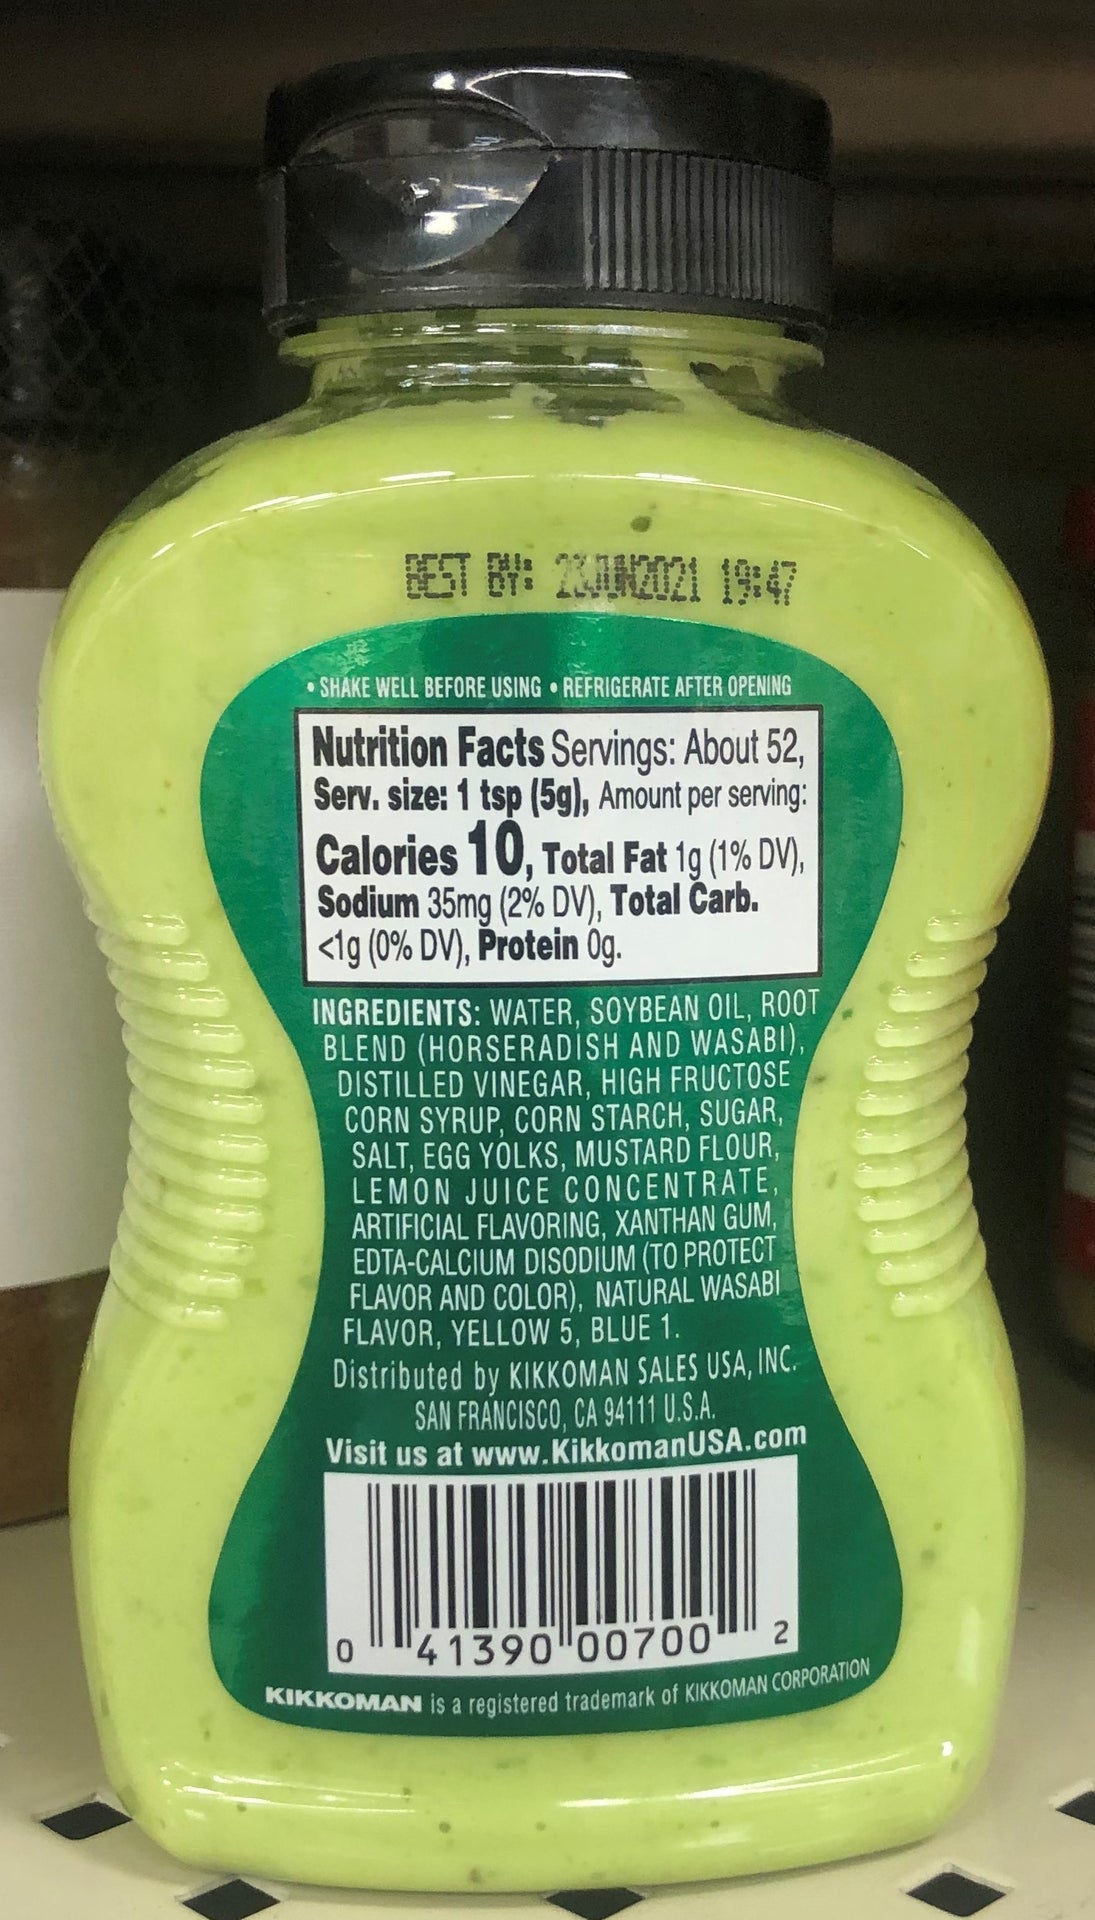 BEST BY: JUN2021 19:47
• SHAKE WELL BEFORE USING • REFRIGERATE AFTER OPENING
Nutrition Facts Servings: About 52,
Serv. size: 1 tsp (5g), Amount per serving:
Calories 10, Total Fat 1g (1% DV),
Sodium 35mg (2% DV), Total Carb.
<1g (0% DV), Protein 0g.
INGREDIENTS: WATER, SOYBEAN OIL, ROOT
BLEND (HORSERADISH AND WASABI),
DISTILLED VINEGAR, HIGH FRUCTOSE
CORN SYRUP, CORN STARCH, SUGAR,
SALT, EGG YOLKS, MUSTARD FLOUR,
LEMON JUICE CONCENTRATE,
ARTIFICIAL FLAVORING, XANTHAN GUM,
EDTA-CALCIUM DISODIUM (TO PROTECT
FLAVOR AND COLOR), NATURAL WASABI
FLAVOR, YELLOW 5, BLUE 1.
Distributed by KIKKOMAN SALES USA, INC.
SAN FRANCISCO, CA 94111 U.S.A.
Visit us at www.KikkomanUSA.com
0 41390 00700 2
KIKKOMAN is a registered trademark of KIKKOMAN CORPORATION